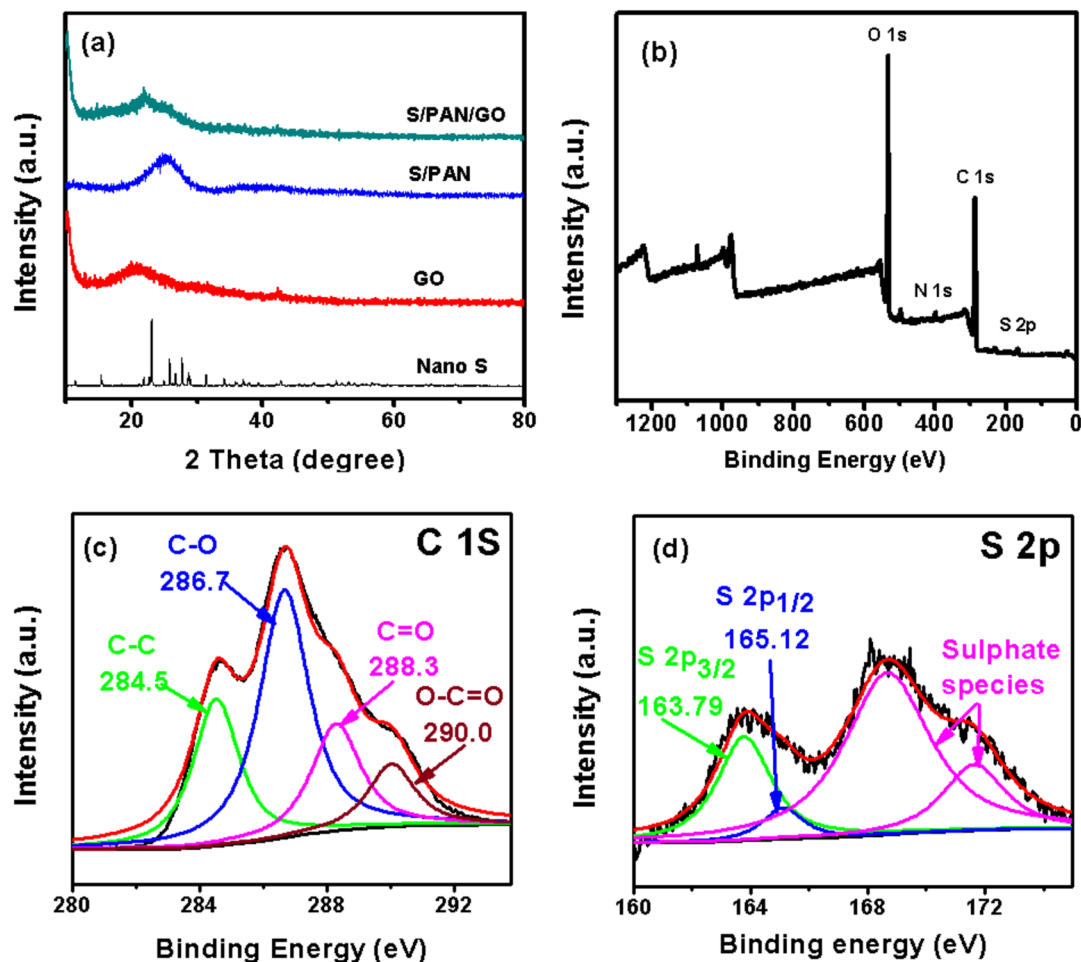 (a)
S/PAN/GO
S/PAN
GO
Nano S
Intensity (a.u.)
20
40
60
80
2 Theta (degree)
(b)
O 1s
C 1s
N 1s
S 2p
Intensity (a.u.)
1200
1000
800
600
400
200
0
Binding Energy (eV)
(c)
C 1S
C-O
286.7
C-C
284.5
C=O
288.3
O-C=O
290.0
Intensity (a.u.)
280
284
288
292
Binding Energy (eV)
(d)
S 2p
S 2p1/2
165.12
S 2p3/2
163.79
Sulphate
species
Intensity (a.u.)
160
164
168
172
Binding energy (eV)